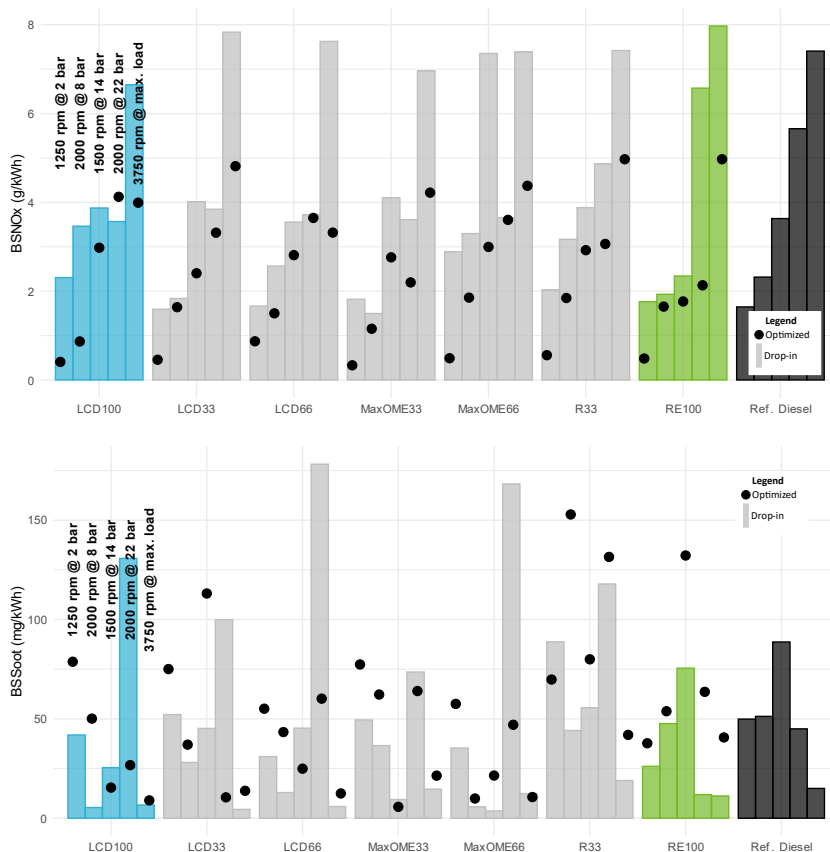 8
6
4
2
0
BSNOx (g/kWh)
1250 rpm @ 2 bar
2000 rpm @ 8 bar
1500 rpm @ 14 bar
2000 rpm @ 22 bar
3750 rpm @ max. load
Legend
Optimized
Drop-in
LCD100 LCD33 LCD66 MaxOME33 MaxOME66 R33 RE100 Ref. Diesel
150
100
50
0
BSSoot (mg/kWh)
1250 rpm @ 2 bar
2000 rpm @ 8 bar
1500 rpm @ 14 bar
2000 rpm @ 22 bar
3750 rpm @ max. load
Legend
Optimized
Drop-in
LCD100 LCD33 LCD66 MaxOME33 MaxOME66 R33 RE100 Ref. Diesel